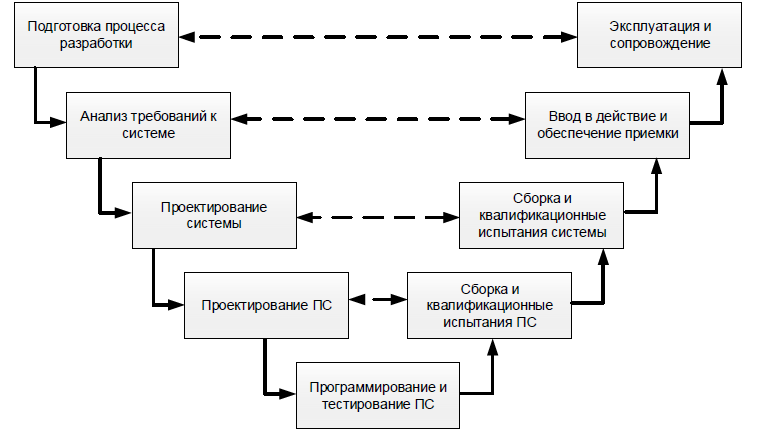 Подготовка процесса
разработки
Эксплуатация и
сопровождение
Анализ требований к
системе
Ввод в действие и
обеспечение приемки
Проектирование
системы
Сборка и
квалификационные
испытания системы
Проектирование ПС
Сборка и
квалификационные
испытания ПС
Программирование и
тестирование ПС